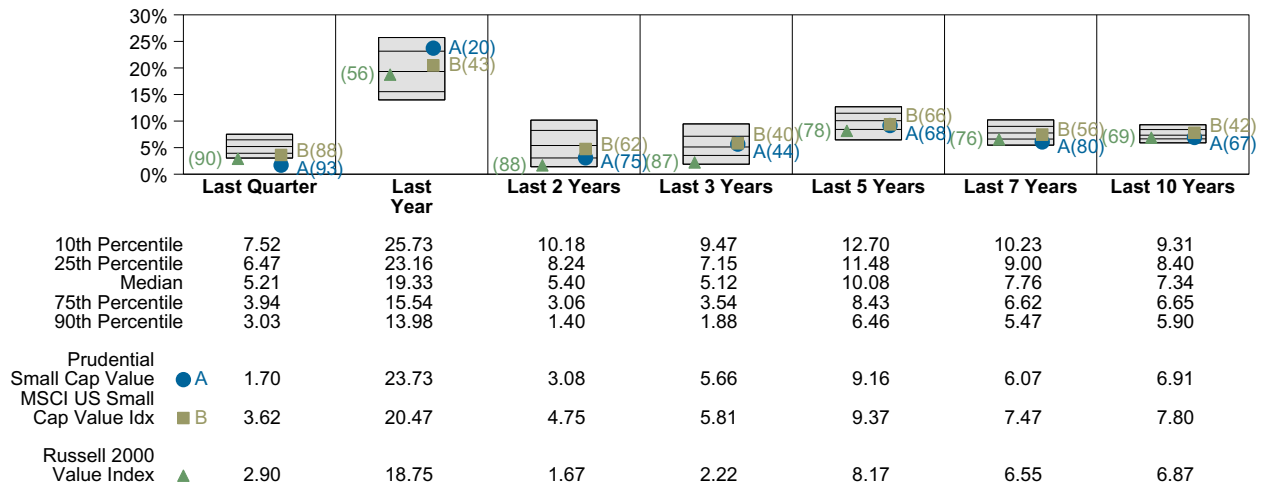 30%
25%
20%
15%
10%
5%
0%
(90)
B(88)
A(93)
(56)
A(20)
B(43)
(88)
B(62)
A(75)
(87)
B(40)
A(44)
(78)
B(66)
A(68)
(76)
B(56)
A(80)
(69)
B(42)
A(67)
Last Quarter Last Year Last 2 Years Last 3 Years Last 5 Years Last 7 Years Last 10 Years
10th Percentile 7.52 25.73 10.18 9.47 12.70 10.23 9.31
25th Percentile 6.47 23.16 8.24 7.15 11.48 9.00 8.40
Median 5.21 19.33 5.40 5.12 10.08 7.76 7.34
75th Percentile 3.94 15.54 3.06 3.54 8.43 6.62 6.65
90th Percentile 3.03 13.98 1.40 1.88 6.46 5.47 5.90
Prudential
Small Cap Value A 1.70 23.73 3.08 5.66 9.16 6.07 6.91
MSCI US Small
Cap Value Idx B 3.62 20.47 4.75 5.81 9.37 7.47 7.80
Russell 2000
Value Index 2.90 18.75 1.67 2.22 8.17 6.55 6.87